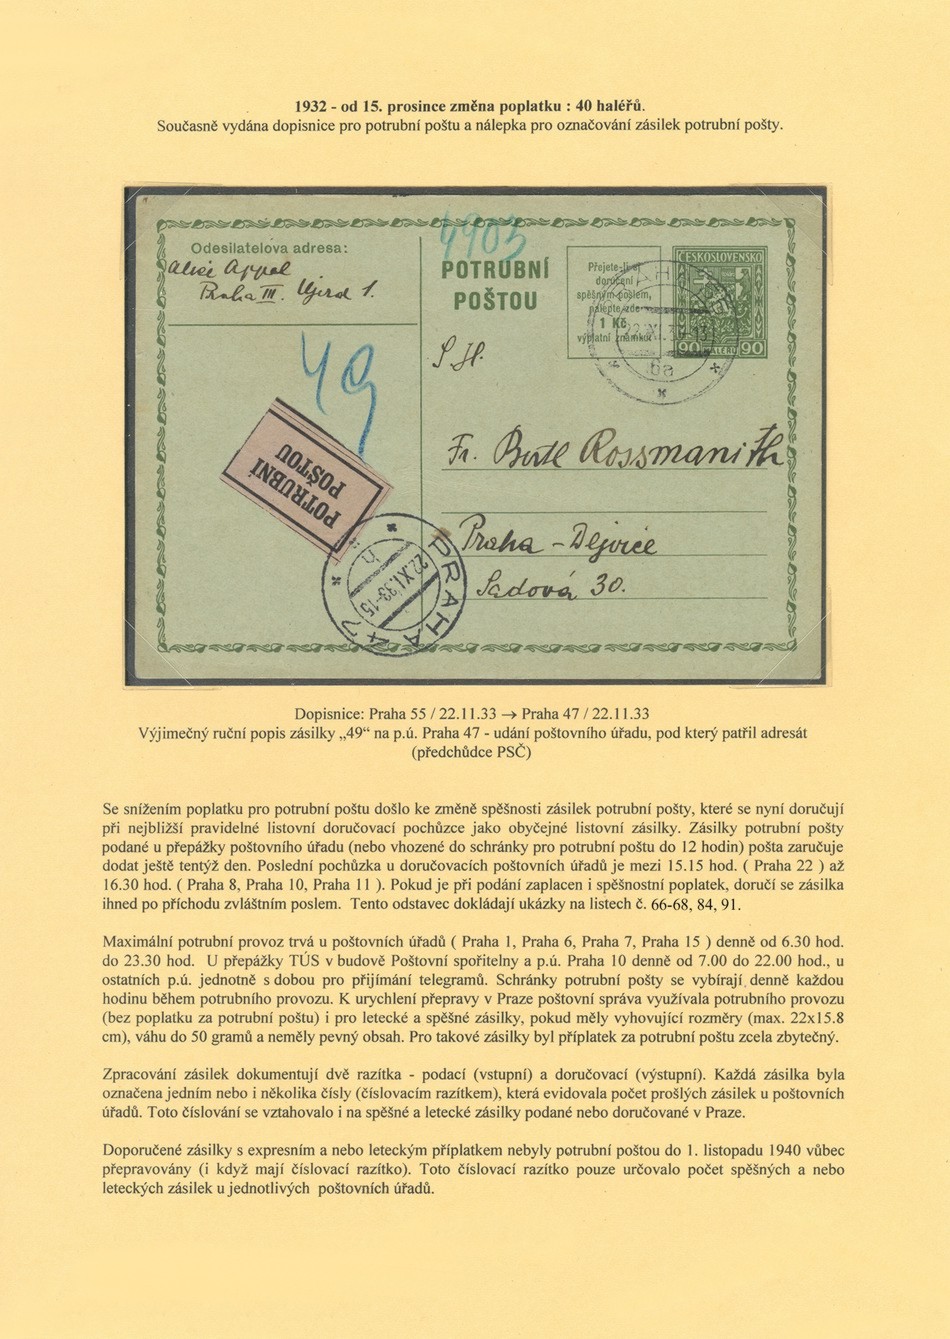 1932 - od 15. prosince změna poplatku : 40 haléřů.
Současně vydána dopisnice pro potrubní poštu a nálepka pro označování zásilek potrubní pošty.
4903
Odesilatelova adresa:
Alice Appel
Praha III. Újezd 1.
POTRUBNÍ
POŠTOU
Přejete-li si
doručení
spěšným poslem,
nalepte zde
1 Kč
výplatní známku!
ČESKOSLOVENSKO
90 HALÉŘŮ 90
49
S H.
Fr. Bertl Rossmanith
POTRUBNÍ
POŠTOU
Praha - Dejvice
Sadová 30.
PRAHA 47
22.XI.33-15
Dopisnice: Praha 55 / 22.11.33 → Praha 47 / 22.11.33
Výjimečný ruční popis zásilky „49“ na p.ú. Praha 47 - udání poštovního úřadu, pod který patřil adresát
(předchůdce PSČ)
Se snížením poplatku pro potrubní poštu došlo ke změně spěšnosti zásilek potrubní pošty, které se nyní doručují
při nejbližší pravidelné listovní doručovací pochůzce jako obyčejné listovní zásilky. Zásilky potrubní pošty
podané u přepážky poštovního úřadu (nebo vhozené do schránky pro potrubní poštu do 12 hodin) pošta zaručuje
dodat ještě tentýž den. Poslední pochůzka u doručovacích poštovních úřadů je mezi 15.15 hod. ( Praha 22 ) až
16.30 hod. ( Praha 8, Praha 10, Praha 11 ). Pokud je při podání zaplacen i spěšnostní poplatek, doručí se zásilka
ihned po příchodu zvláštním poslem. Tento odstavec dokládají ukázky na listech č. 66-68, 84, 91.
Maximální potrubní provoz trvá u poštovních úřadů ( Praha 1, Praha 6, Praha 7, Praha 15 ) denně od 6.30 hod.
do 23.30 hod. U přepážky TÚS v budově Poštovní spořitelny a p.ú. Praha 10 denně od 7.00 do 22.00 hod., u
ostatních p.ú. jednotně s dobou pro přijímání telegramů. Schránky potrubní pošty se vybírají denně každou
hodinu během potrubního provozu. K urychlení přepravy v Praze poštovní správa využívala potrubního provozu
(bez poplatku za potrubní poštu) i pro letecké a spěšné zásilky, pokud měly vyhovující rozměry (max. 22x15.8
cm), váhu do 50 gramů a neměly pevný obsah. Pro takové zásilky byl příplatek za potrubní poštu zcela zbytečný.
Zpracování zásilek dokumentují dvě razítka - podací (vstupní) a doručovací (výstupní). Každá zásilka byla
označena jedním nebo i několika čísly (číslovacím razítkem), která evidovala počet prošlých zásilek u poštovních
úřadů. Toto číslování se vztahovalo i na spěšné a letecké zásilky podané nebo doručované v Praze.
Doporučené zásilky s expresním a nebo leteckým příplatkem nebyly potrubní poštou do 1. listopadu 1940 vůbec
přepravovány (i když mají číslovací razítko). Toto číslovací razítko pouze určovalo počet spěšných a nebo
leteckých zásilek u jednotlivých poštovních úřadů.